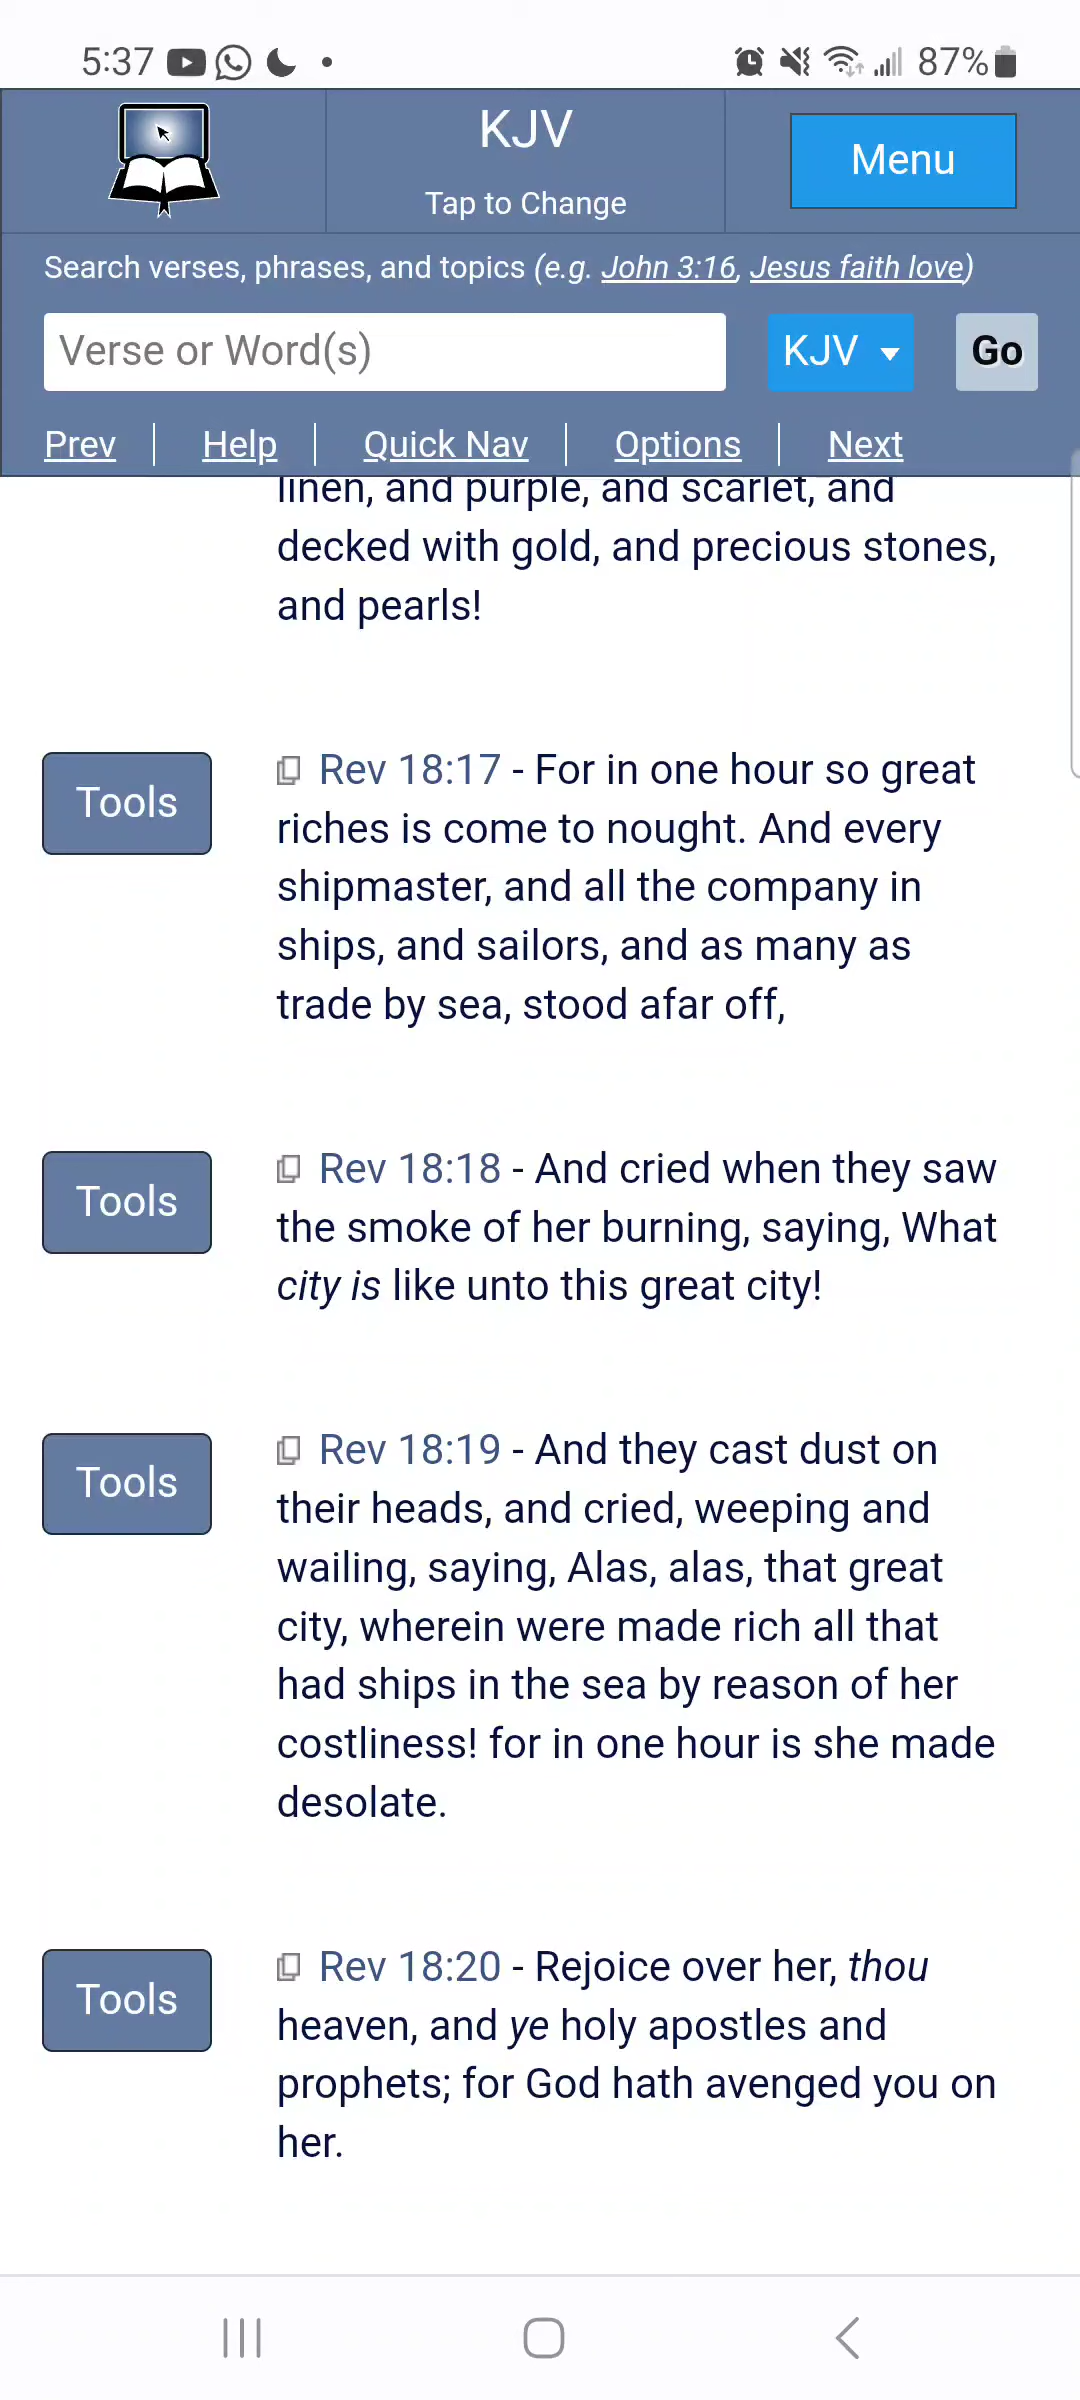 5:37
87%
KJV
Tap to Change
Menu
Search verses, phrases, and topics (e.g. John 3:16, Jesus faith love)
Verse or Word(s)
KJV
Go
Prev
Help
Quick Nav
Options
Next
linen, and purple, and scarlet, and
decked with gold, and precious stones,
and pearls!
Tools
Rev 18:17 - For in one hour so great
riches is come to nought. And every
shipmaster, and all the company in
ships, and sailors, and as many as
trade by sea, stood afar off,
Tools
Rev 18:18 - And cried when they saw
the smoke of her burning, saying, What
city is like unto this great city!
Tools
Rev 18:19 - And they cast dust on
their heads, and cried, weeping and
wailing, saying, Alas, alas, that great
city, wherein were made rich all that
had ships in the sea by reason of her
costliness! for in one hour is she made
desolate.
Tools
Rev 18:20 - Rejoice over her, thou
heaven, and ye holy apostles and
prophets; for God hath avenged you on
her.